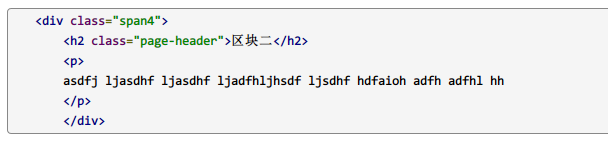 <div class="span4">
<h2 class="page-header">区块二</h2>
<p>
asdfj ljasdhf ljasdhf ljadfhljhsdf ljsdhf hdfaioh adfh adfhl hh
</p>
</div>